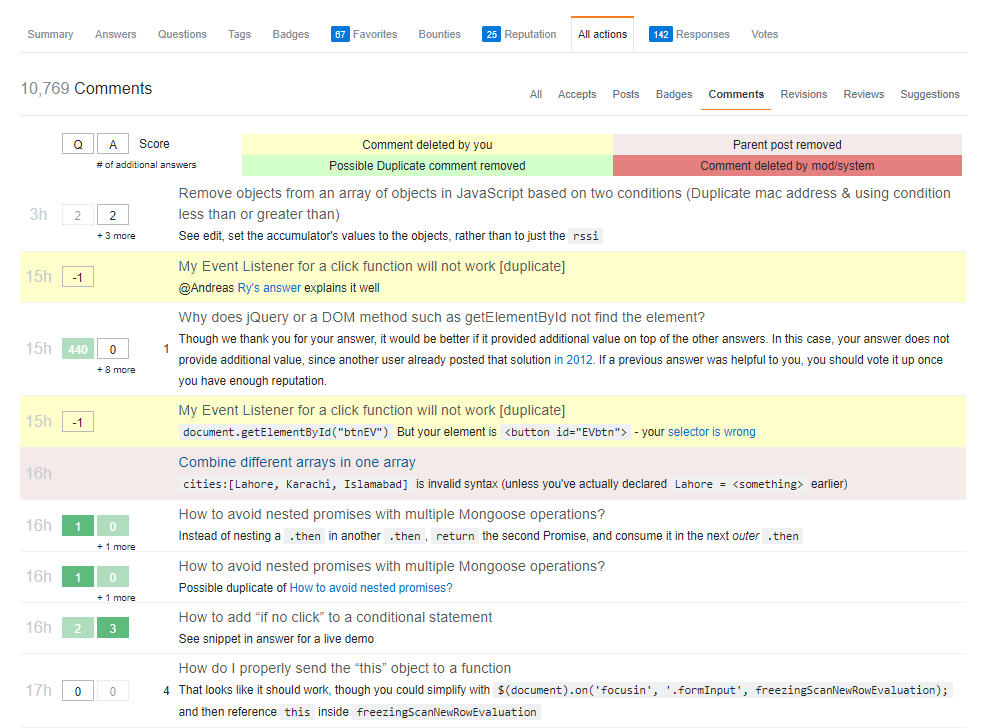 Summary Answers Questions Tags Badges 67 Favorites Bounties 25 Reputation All actions 142 Responses Votes
10,769 Comments
All Accepts Posts Badges Comments Revisions Reviews Suggestions
Q A Score
# of additional answers
Comment deleted by you Parent post removed
Possible Duplicate comment removed Comment deleted by mod/system
Remove objects from an array of objects in JavaScript based on two conditions (Duplicate mac address & using condition
less than or greater than)
3h 2 2
+ 3 more
See edit, set the accumulator's values to the objects, rather than to just the rssi
My Event Listener for a click function will not work [duplicate]
15h -1
@Andreas Ry's answer explains it well
Why does jQuery or a DOM method such as getElementById not find the element?
15h 440 0 1
+ 8 more
Though we thank you for your answer, it would be better if it provided additional value on top of the other answers. In this case, your answer does not
provide additional value, since another user already posted that solution in 2012. If a previous answer was helpful to you, you should vote it up once
you have enough reputation.
My Event Listener for a click function will not work [duplicate]
15h -1
document.getElementById("btnEV") But your element is <button id="EVbtn"> - your selector is wrong
Combine different arrays in one array
16h
cities:[Lahore, Karachi, Islamabad] is invalid syntax (unless you've actually declared Lahore = <something> earlier)
How to avoid nested promises with multiple Mongoose operations?
16h 1 0
+ 1 more
Instead of nesting a .then in another .then, return the second Promise, and consume it in the next outer .then
How to avoid nested promises with multiple Mongoose operations?
16h 1 0
+ 1 more
Possible duplicate of How to avoid nested promises?
How to add “if no click” to a conditional statement
16h 2 3
See snippet in answer for a live demo
How do I properly send the “this” object to a function
17h 0 0 4
That looks like it should work, though you could simplify with $(document).on('focusin', '.formInput', freezingScanNewRowEvaluation);
and then reference this inside freezingScanNewRowEvaluation